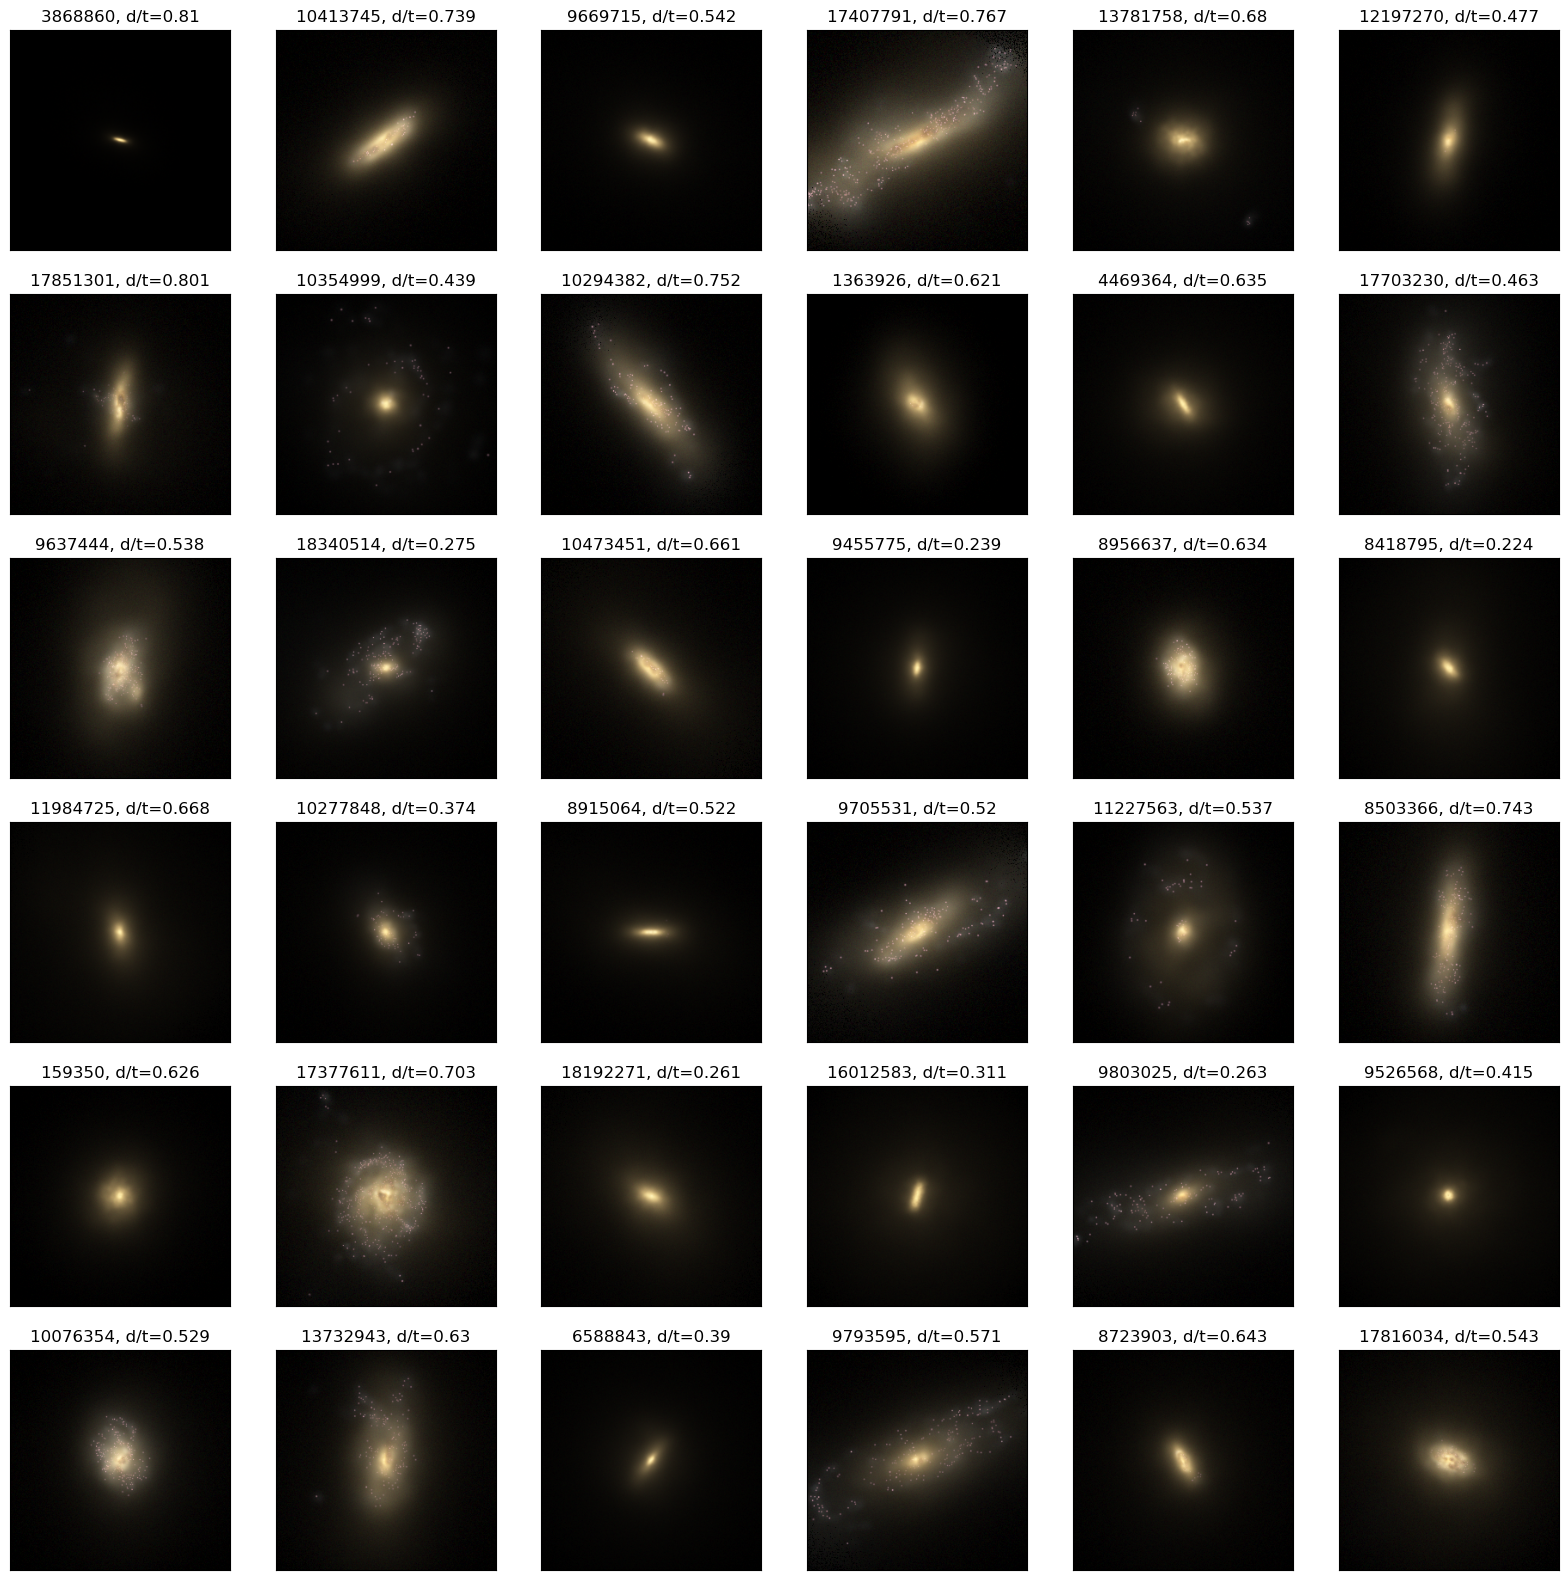 3868860, d/t=0.81
10413745, d/t=0.739
9669715, d/t=0.542
17407791, d/t=0.767
13781758, d/t=0.68
12197270, d/t=0.477
17851301, d/t=0.801
10354999, d/t=0.439
10294382, d/t=0.752
1363926, d/t=0.621
4469364, d/t=0.635
17703230, d/t=0.463
9637444, d/t=0.538
18340514, d/t=0.275
10473451, d/t=0.661
9455775, d/t=0.239
8956637, d/t=0.634
8418795, d/t=0.224
11984725, d/t=0.668
10277848, d/t=0.374
8915064, d/t=0.522
9705531, d/t=0.52
11227563, d/t=0.537
8503366, d/t=0.743
159350, d/t=0.626
17377611, d/t=0.703
18192271, d/t=0.261
16012583, d/t=0.311
9803025, d/t=0.263
9526568, d/t=0.415
10076354, d/t=0.529
13732943, d/t=0.63
6588843, d/t=0.39
9793595, d/t=0.571
8723903, d/t=0.643
17816034, d/t=0.543